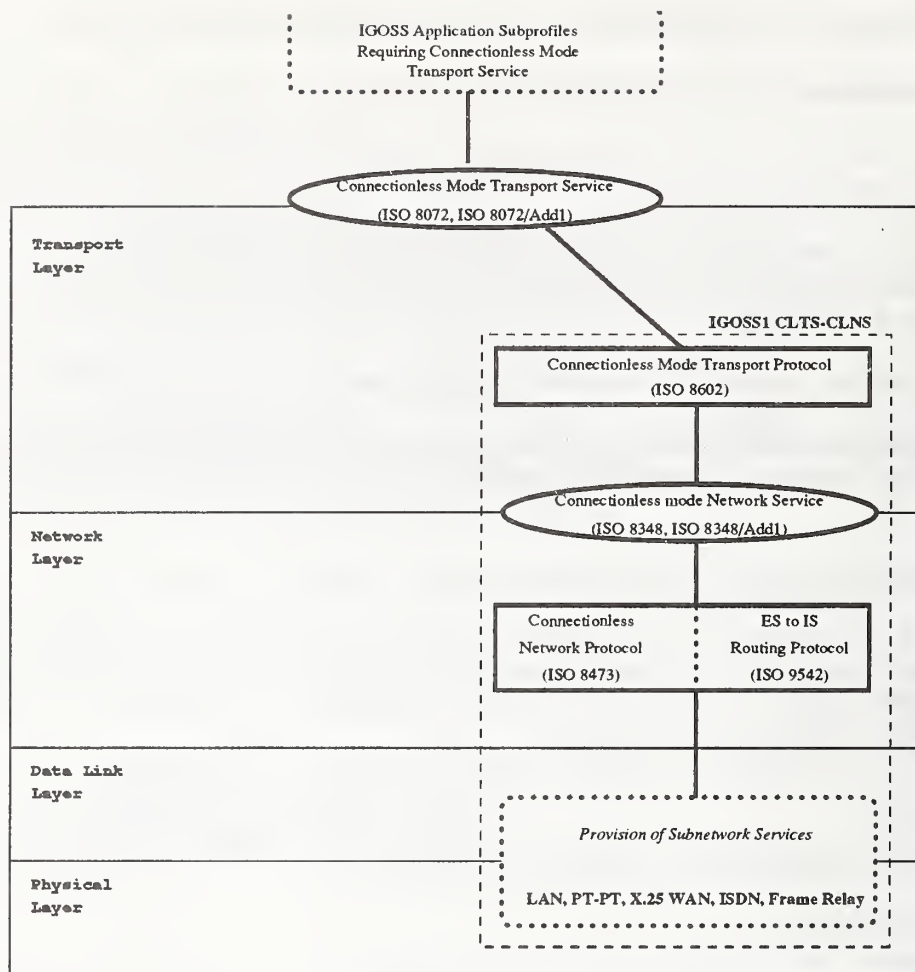 IGOSS Application Subprofiles
Requiring Connectionless Mode
Transport Service
Connectionless Mode Transport Service
(ISO 8072, ISO 8072/Add1)
Transport
Layer
IGOSS1 CLTS-CLNS
Connectionless Mode Transport Protocol
(ISO 8602)
Connectionless mode Network Service
(ISO 8348, ISO 8348/Add1)
Network
Layer
Connectionless
Network Protocol
(ISO 8473)
ES to IS
Routing Protocol
(ISO 9542)
Data Link
Layer
Provision of Subnetwork Services
Physical
Layer
LAN, PT-PT, X.25 WAN, ISDN, Frame Relay